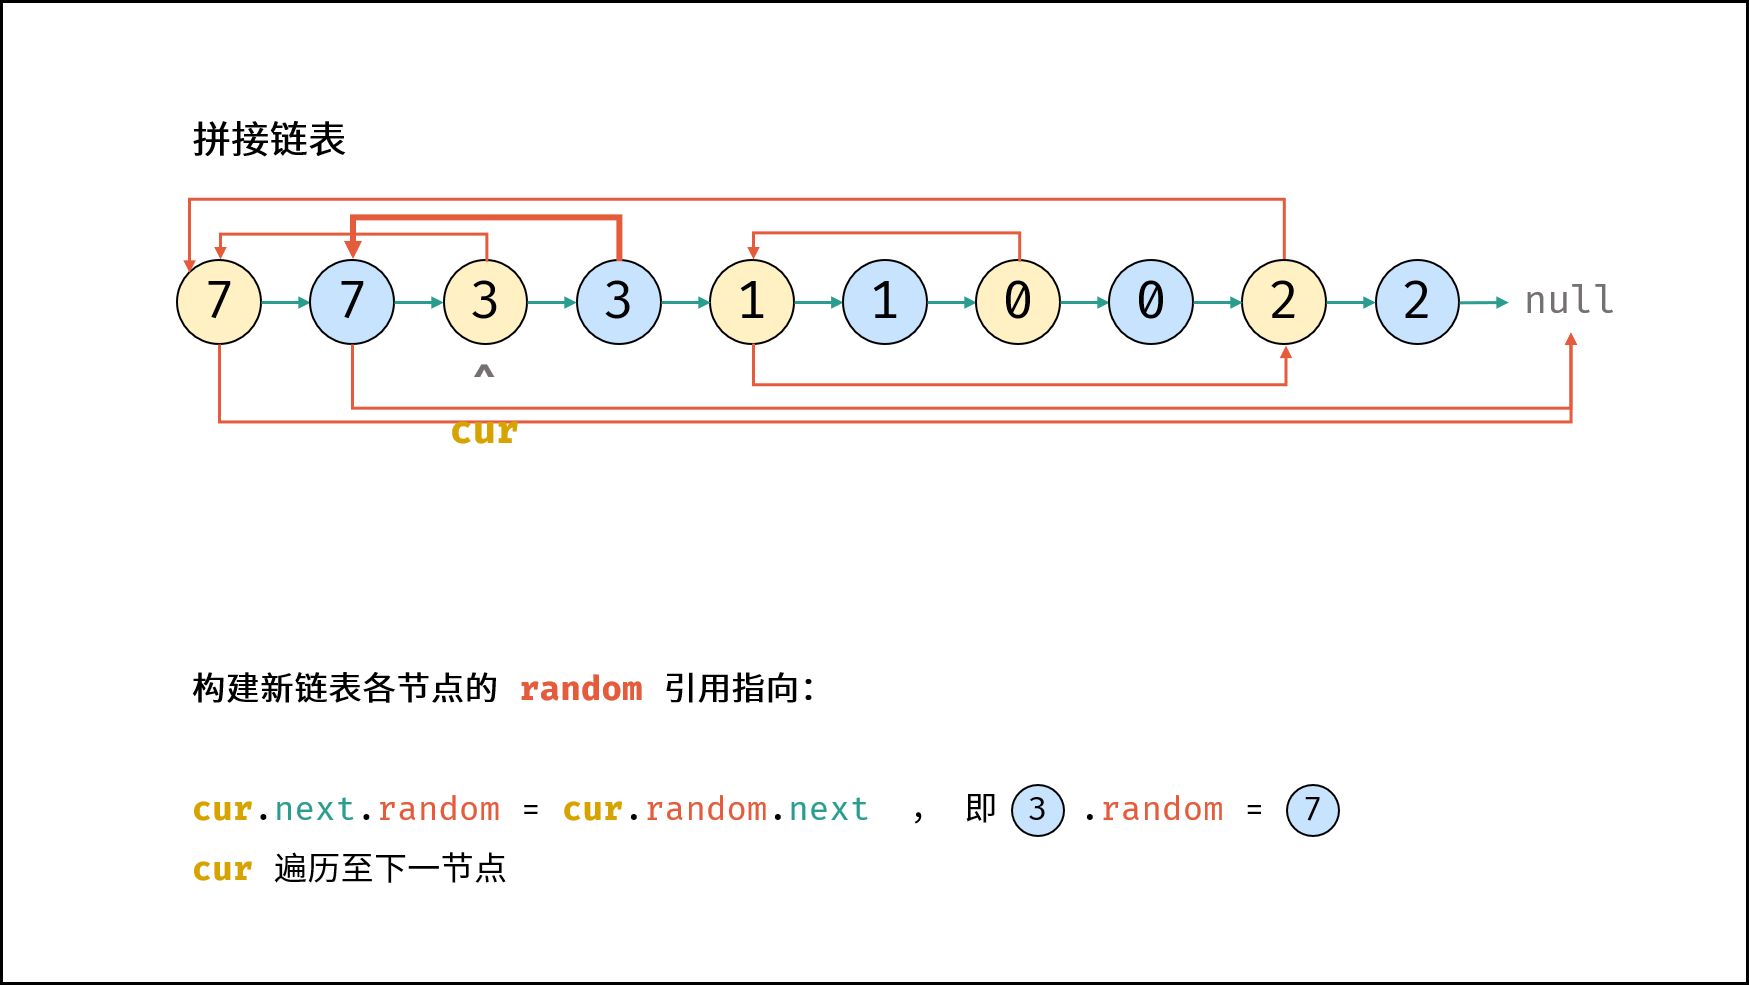 拼接链表
7 7 3 3 1 1 0 0 2 2 null
^
cur
构建新链表各节点的 random 引用指向：
cur.next.random = cur.random.next ， 即 3 .random = 7
cur 遍历至下一节点